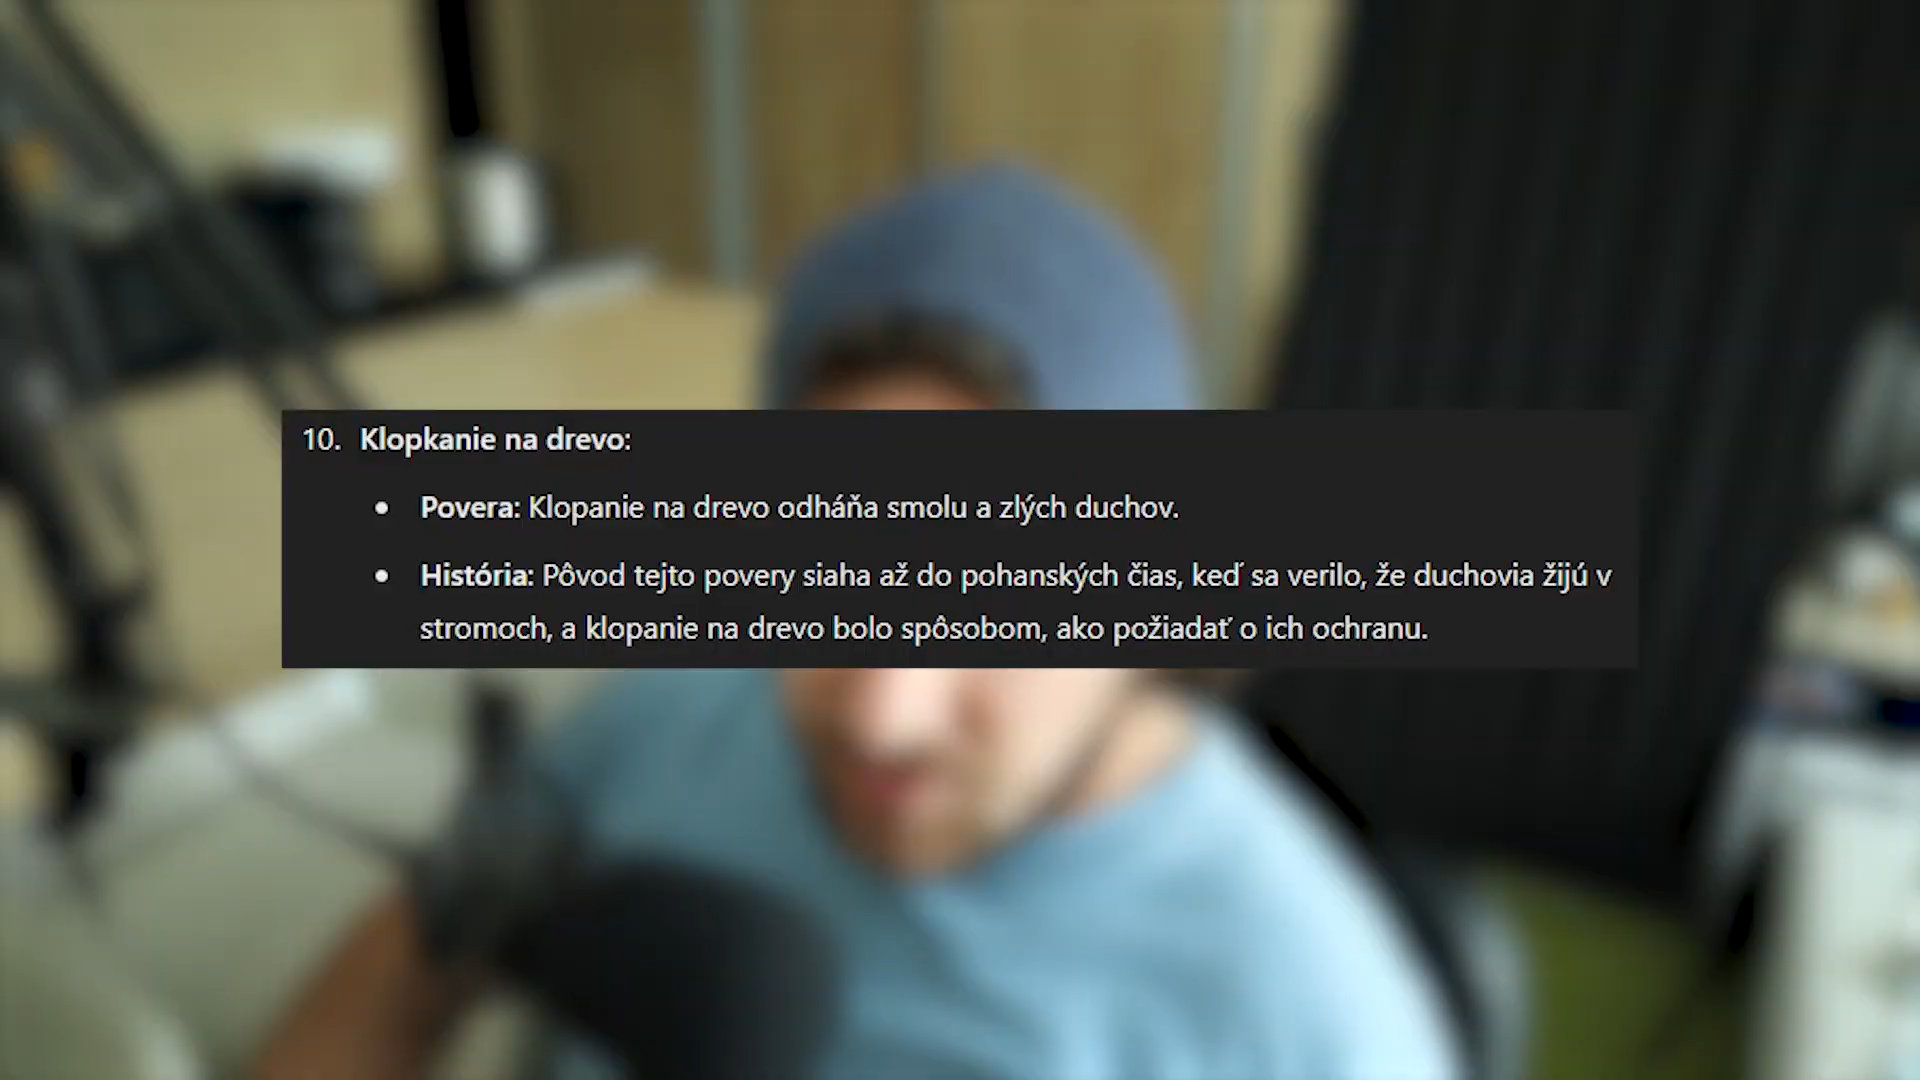 10. Klopkanie na drevo:
• Povera: Klopanie na drevo odháňa smolu a zlých duchov.
• História: Pôvod tejto povery siaha až do pohanských čias, keď sa verilo, že duchovia žijú v
stromoch, a klopanie na drevo bolo spôsobom, ako požiadať o ich ochranu.